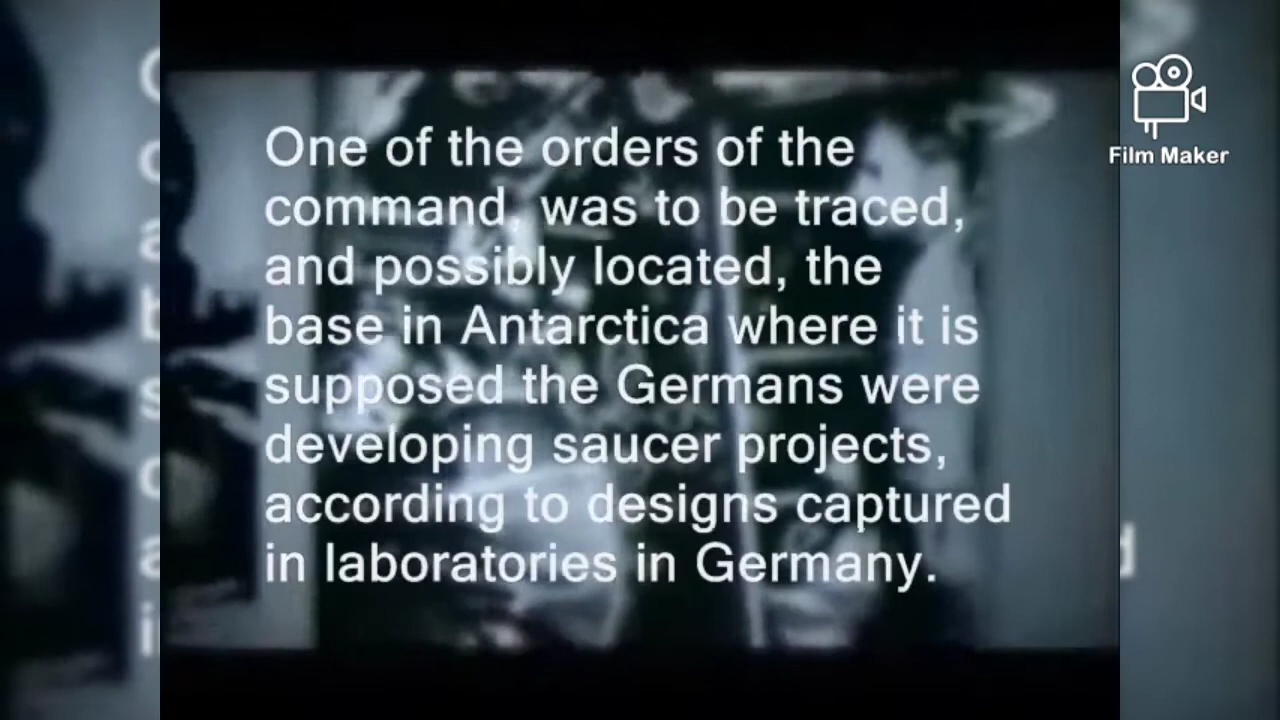 One of the orders of the
command, was to be traced,
and possibly located, the
base in Antarctica where it is
supposed the Germans were
developing saucer projects,
according to designs captured
in laboratories in Germany.
Film Maker